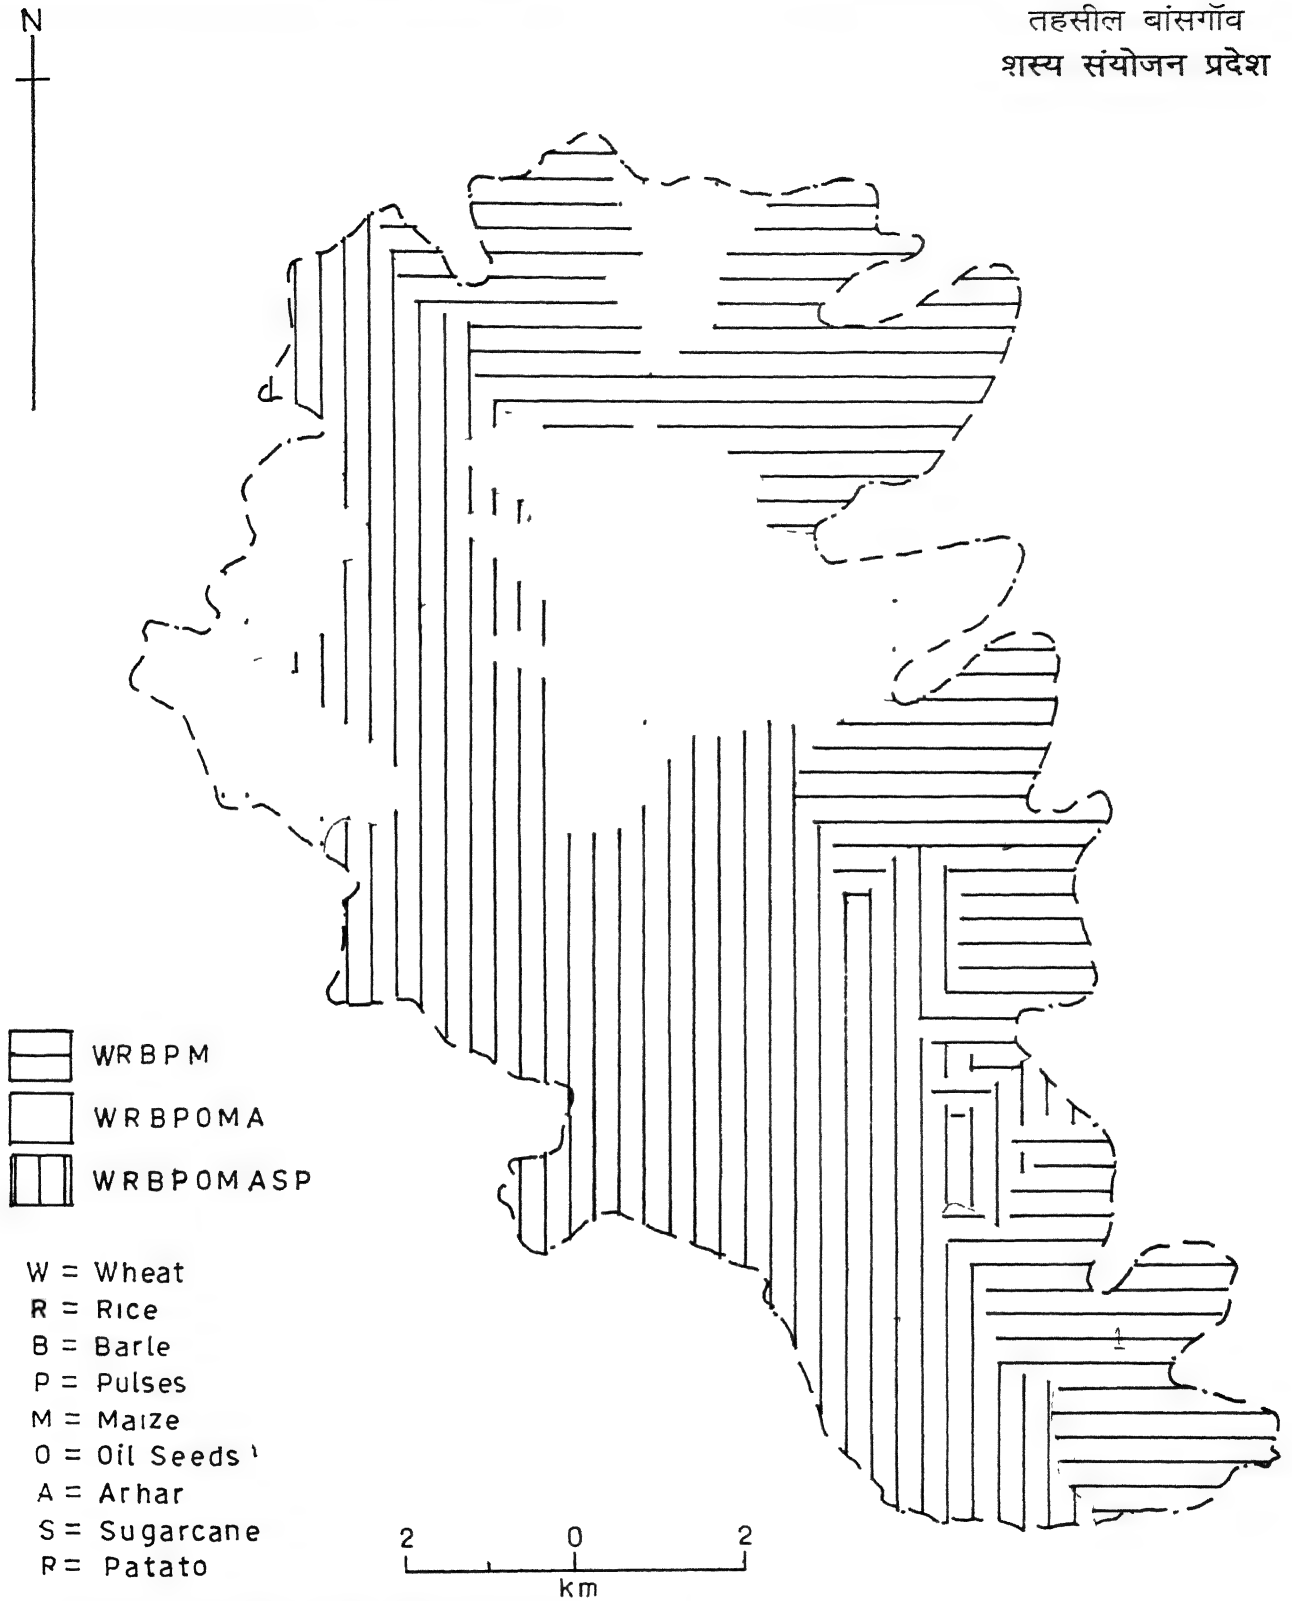 N
तहसील बांसगॉव
शस्य संयोजन प्रदेश
WRBPM
WRBPOMA
WRBPOMASP
W = Wheat
R = Rice
B = Barle
P = Pulses
M = Maize
O = Oil Seeds
A = Arhar
S = Sugarcane
R = Patato
2 0 2
km